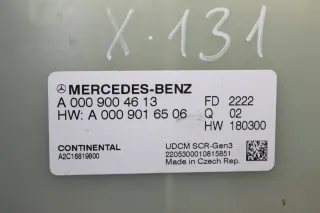 X.131
MERCEDES-BENZ
A 000 900 46 13 FD 2222
HW: A 000 901 65 06 Q 02
HW 180300
CONTINENTAL UDCM SCR-Gen3
A2C16819800 2205300010815851
Made in Czech Rep.